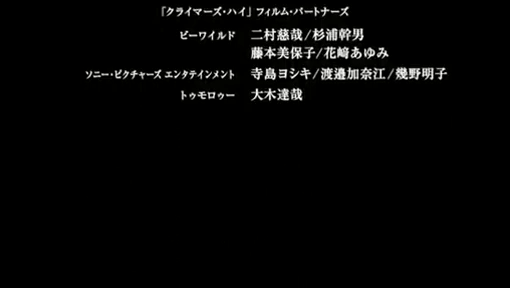 「クライマーズ・ハイ」フィルム・パートナーズ
ビーワイルド 二村慈哉/杉浦幹男
藤本美保子/花﨑あゆみ
ソニー・ピクチャーズ エンタテインメント 寺島ヨシキ/渡邉加奈江/幾野明子
トゥモロゥー 大木達哉